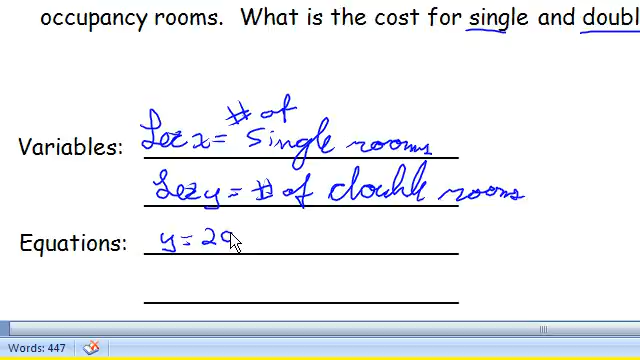 occupancy rooms. What is the cost for single and doubl
# of
Variables: Let x = single rooms
Let y = # of double rooms
Equations: y = 20
Words: 447